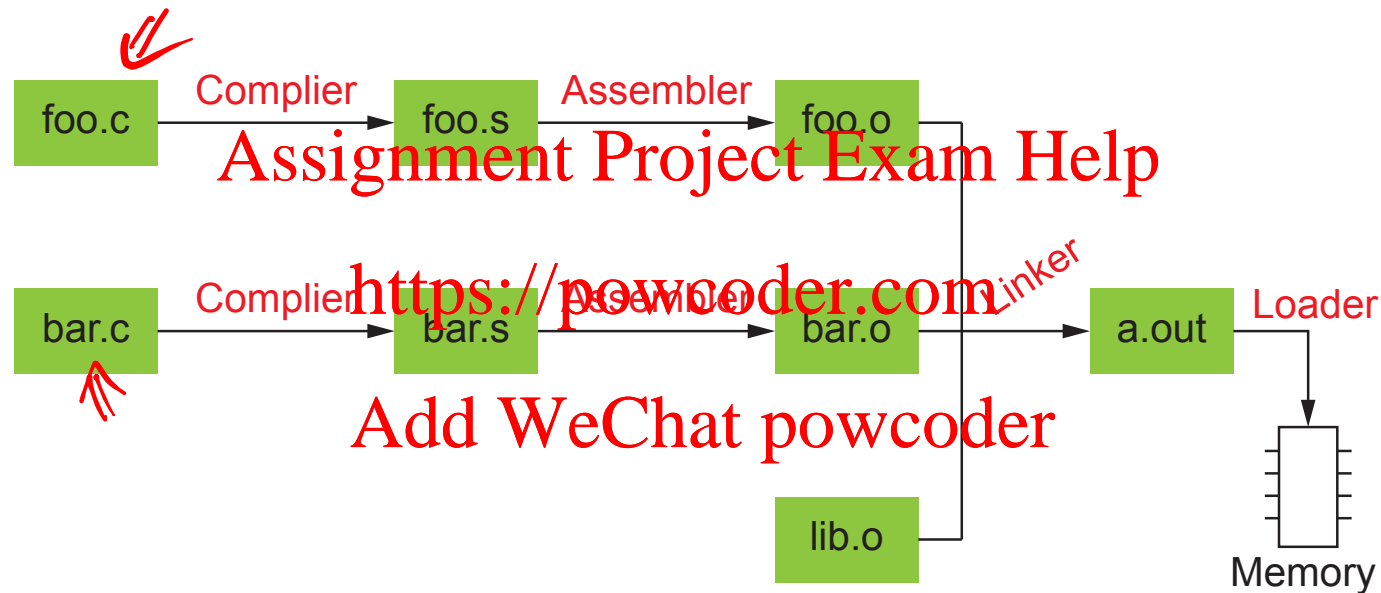 Complier Assembler
foo.c foo.s foo.o
Assignment Project Exam Help
Linker
https://powcoder.com
Complier Assembler Loader
bar.c bar.s bar.o a.out
Add WeChat powcoder
lib.o
Memory